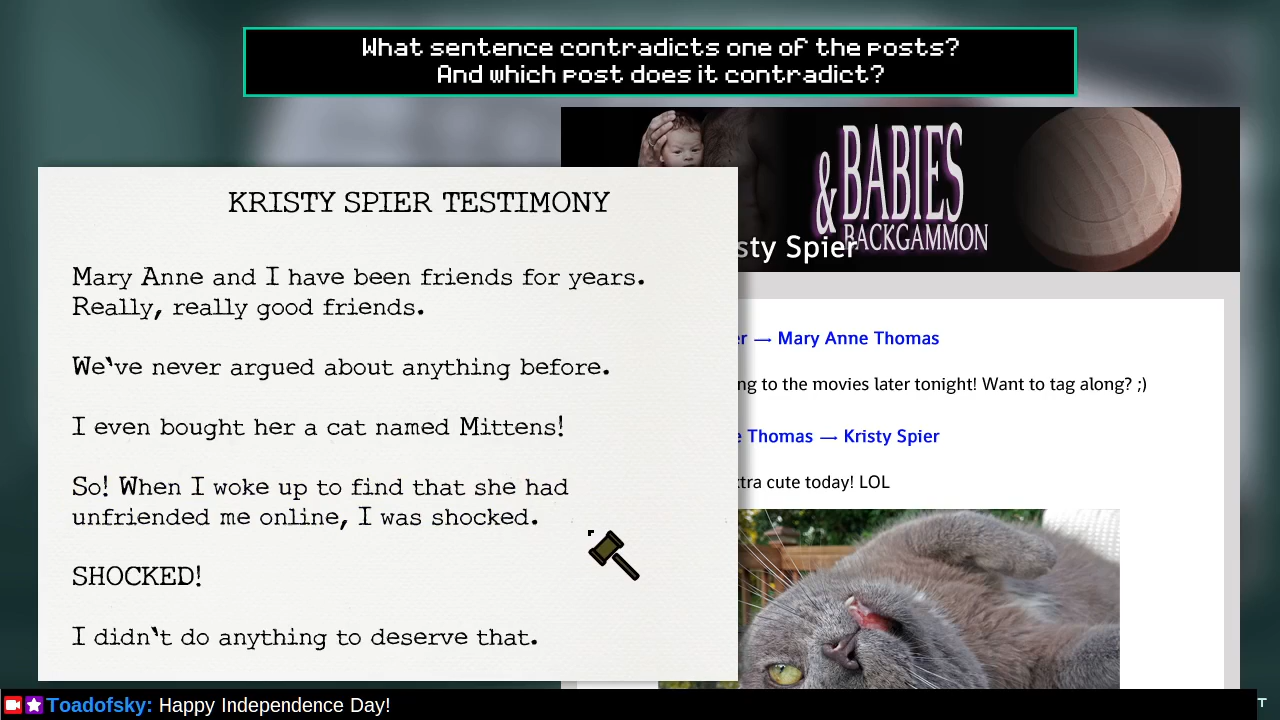 What sentence contradicts one of the posts?
And which post does it contradict?
& BABIES
BACKGAMMON
sty Spier
KRISTY SPIER TESTIMONY
Mary Anne and I have been friends for years.
Really, really good friends.
We've never argued about anything before.
I even bought her a cat named Mittens!
So! When I woke up to find that she had
unfriended me online, I was shocked.
SHOCKED!
I didn't do anything to deserve that.
er → Mary Anne Thomas
ng to the movies later tonight! Want to tag along? ;)
e Thomas → Kristy Spier
xtra cute today! LOL
Toadofsky: Happy Independence Day!
T